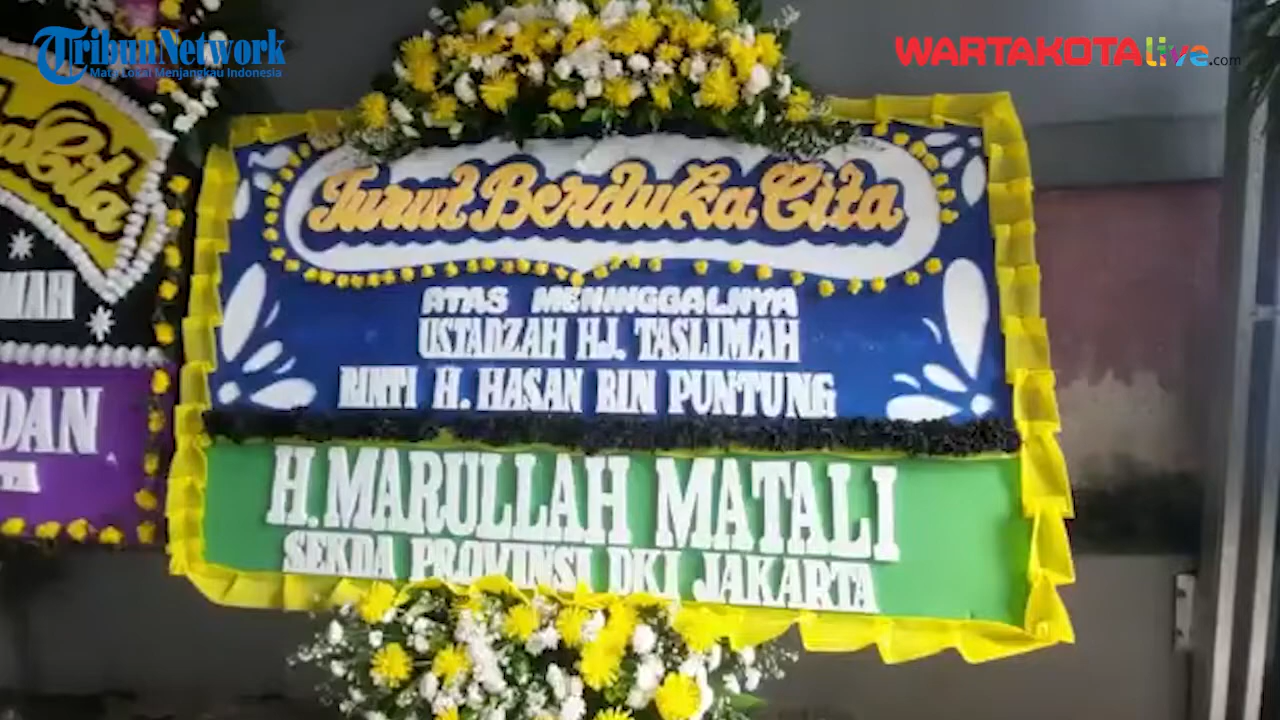 TribunNetwork
Mata Lokal Menjangkau Indonesia
WARTAKOTAlive.com
Turut Berduka Cita
ATAS MENINGGALNYA
USTADZAH HJ. TASLIMAH
BINTI H. HASAN BIN PUNTUNG
H. MARULLAH MATALI
SEKDA PROVINSI DKI JAKARTA
Cita
MAH
DAN